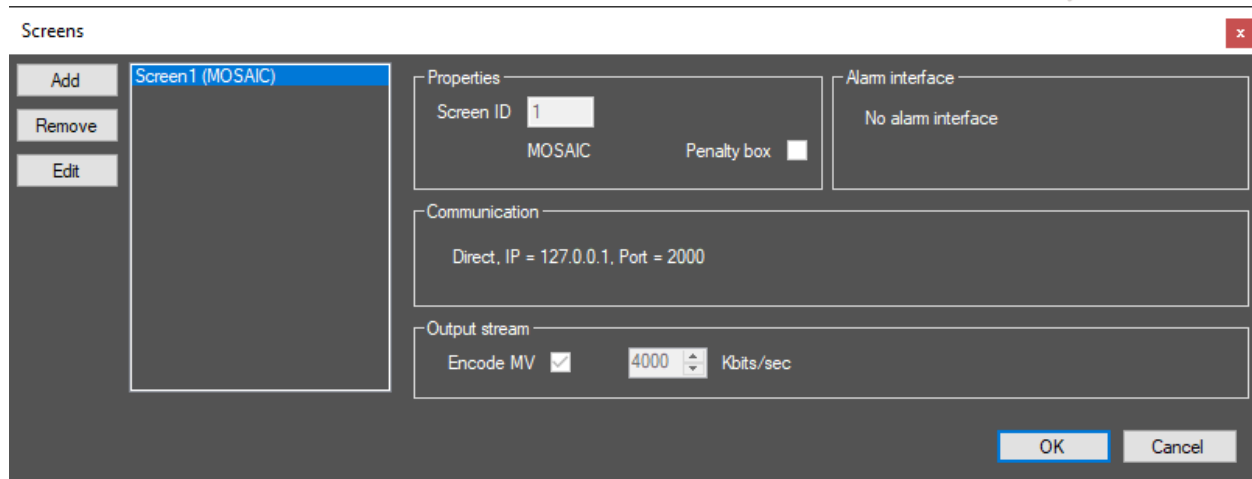 Screens
x
Add
Remove
Edit
Screen1 (MOSAIC)
Properties
Screen ID 1
MOSAIC Penalty box
Alarm interface
No alarm interface
Communication
Direct, IP = 127.0.0.1, Port = 2000
Output stream
Encode MV 4000 Kbits/sec
OK Cancel